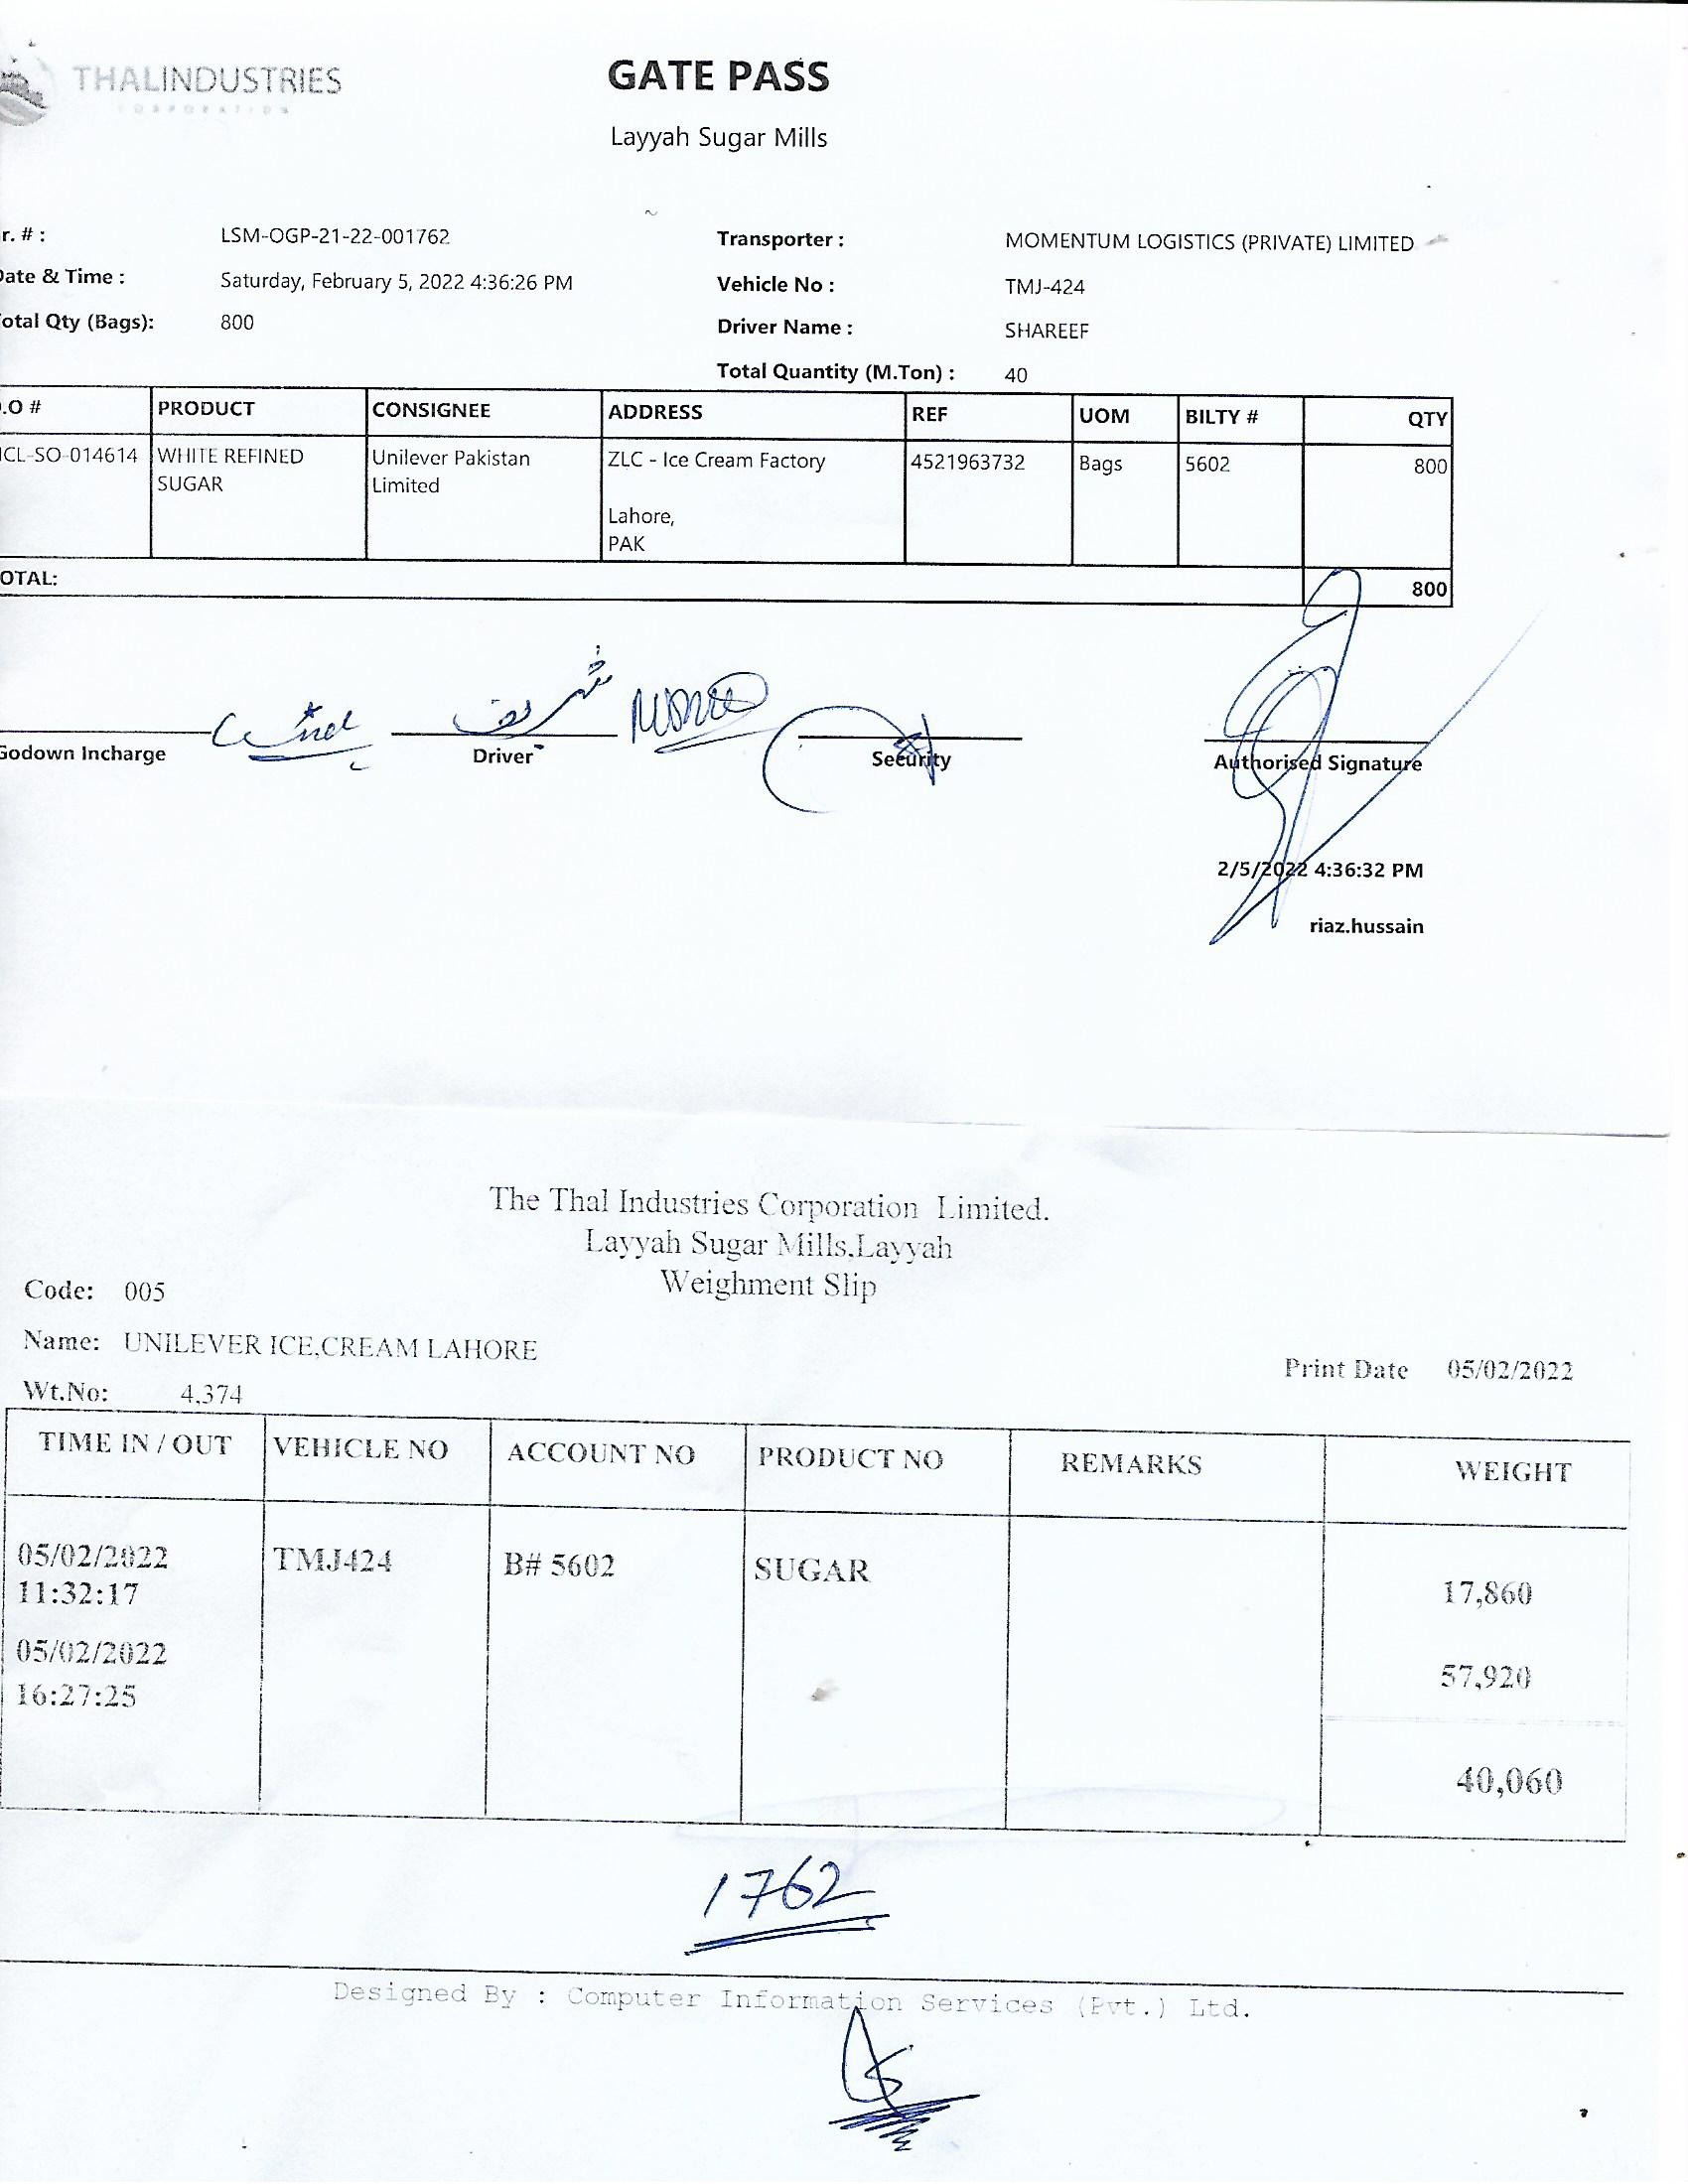 THALINDUSTRIES
CORPORATION
GATE PASS
Layyah Sugar Mills
r. # :
LSM-OGP-21-22-001762
Transporter :
MOMENTUM LOGISTICS (PRIVATE) LIMITED
Date & Time :
Saturday, February 5, 2022 4:36:26 PM
Vehicle No :
TMJ-424
otal Qty (Bags):
800
Driver Name :
SHAREEF
Total Quantity (M.Ton) :
40
.O # PRODUCT CONSIGNEE ADDRESS REF UOM BILTY # QTY
ICL-SO-014614 WHITE REFINED Unilever Pakistan ZLC - Ice Cream Factory 4521963732 Bags 5602 800
SUGAR Limited
Lahore,
PAK
OTAL: 800
شریف
Godown Incharge
Driver
Security
Authorised Signature
2/5/2022 4:36:32 PM
riaz.hussain
The Thal Industries Corporation Limited.
Layyah Sugar Mills,Layyah
Weighment Slip
Code: 005
Name: UNILEVER ICE,CREAM LAHORE
Print Date 05/02/2022
Wt.No: 4,374
TIME IN / OUT VEHICLE NO ACCOUNT NO PRODUCT NO REMARKS WEIGHT
05/02/2022 TMJ424 B# 5602 SUGAR
11:32:17 17,860
05/02/2022
16:27:25 57,920
40,060
1762
Designed By : Computer Information Services (Pvt.) Ltd.